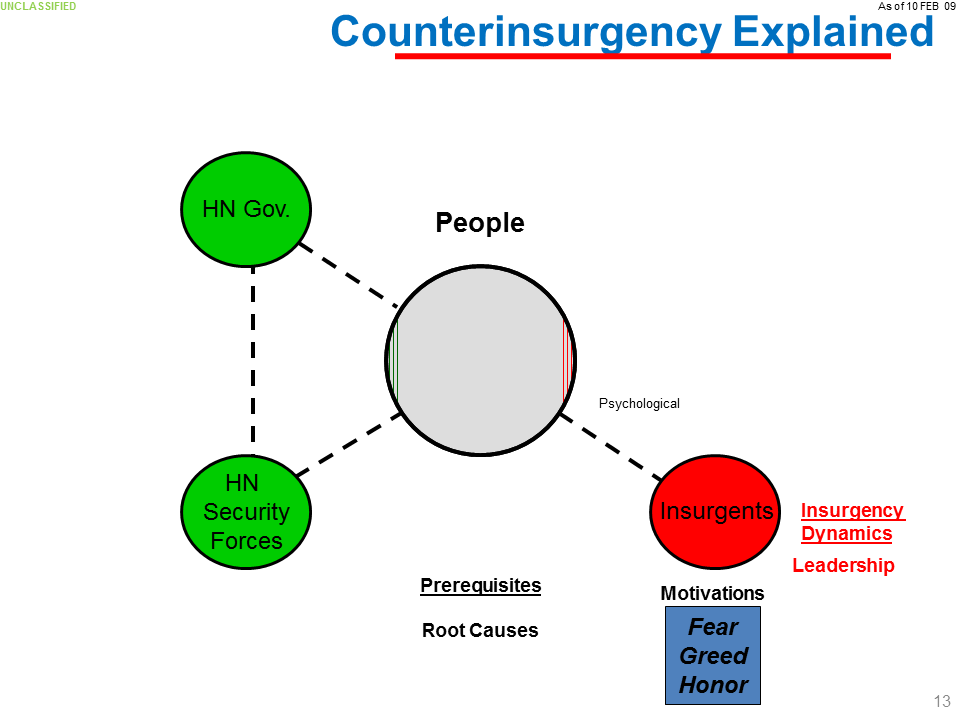 UNCLASSIFIED
As of 10 FEB 09
Counterinsurgency Explained
HN Gov.
People
Psychological
HN
Security
Forces
Insurgents
Insurgency
Dynamics
Leadership
Prerequisites
Root Causes
Motivations
Fear
Greed
Honor
13